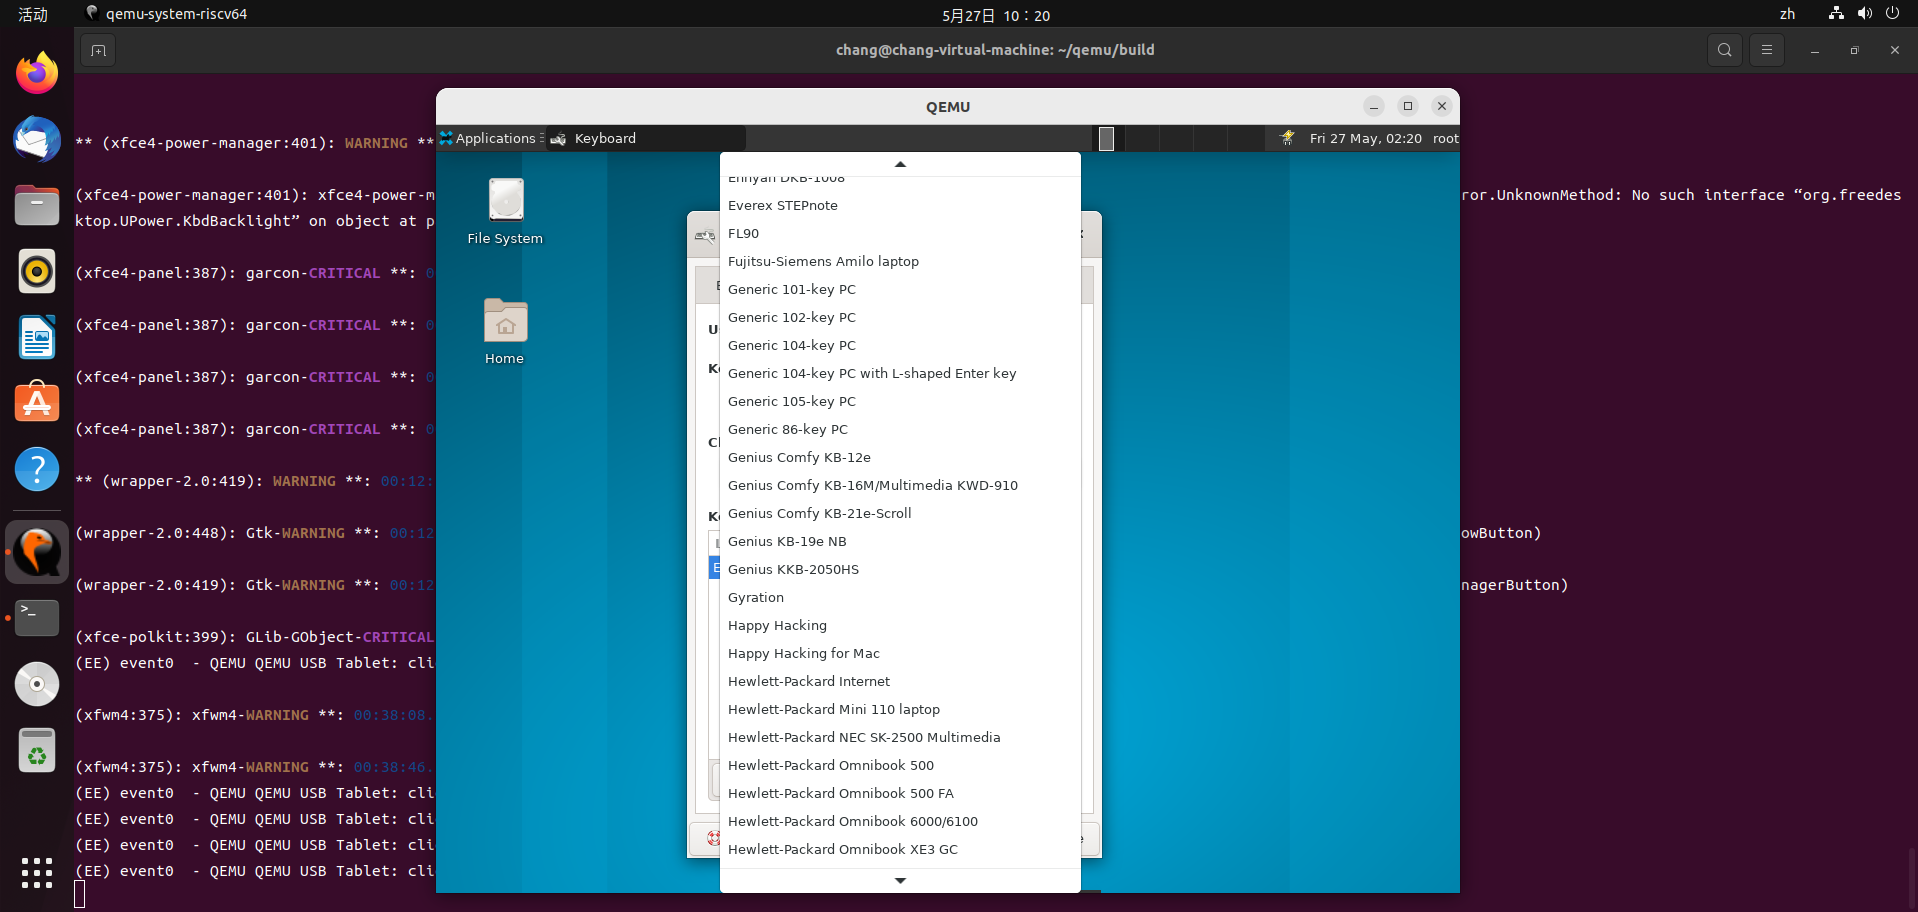 活动
qemu-system-riscv64
5月27日 10：20
zh
chang@chang-virtual-machine: ~/qemu/build
** (xfce4-power-manager:401): WARNING **
(xfce4-power-manager:401): xfce4-power-m
ror.UnknownMethod: No such interface “org.freedes
ktop.UPower.KbdBacklight” on object at p
(xfce4-panel:387): garcon-CRITICAL **: 0
(xfce4-panel:387): garcon-CRITICAL **: 0
(xfce4-panel:387): garcon-CRITICAL **: 0
(xfce4-panel:387): garcon-CRITICAL **: 0
** (wrapper-2.0:419): WARNING **: 00:12:
(wrapper-2.0:448): Gtk-WARNING **: 00:12
owButton)
(wrapper-2.0:419): Gtk-WARNING **: 00:12
nagerButton)
(xfce-polkit:399): GLib-GObject-CRITICAL
(EE) event0  - QEMU QEMU USB Tablet: cli
(xfwm4:375): xfwm4-WARNING **: 00:38:08.
(xfwm4:375): xfwm4-WARNING **: 00:38:46.
(EE) event0  - QEMU QEMU USB Tablet: cli
(EE) event0  - QEMU QEMU USB Tablet: cli
(EE) event0  - QEMU QEMU USB Tablet: cli
(EE) event0  - QEMU QEMU USB Tablet: cli
QEMU
Applications
Keyboard
Fri 27 May, 02:20
root
File System
Home
Ennyah DKB-1008
Everex STEPnote
FL90
Fujitsu-Siemens Amilo laptop
Generic 101-key PC
Generic 102-key PC
Generic 104-key PC
Generic 104-key PC with L-shaped Enter key
Generic 105-key PC
Generic 86-key PC
Genius Comfy KB-12e
Genius Comfy KB-16M/Multimedia KWD-910
Genius Comfy KB-21e-Scroll
Genius KB-19e NB
Genius KKB-2050HS
Gyration
Happy Hacking
Happy Hacking for Mac
Hewlett-Packard Internet
Hewlett-Packard Mini 110 laptop
Hewlett-Packard NEC SK-2500 Multimedia
Hewlett-Packard Omnibook 500
Hewlett-Packard Omnibook 500 FA
Hewlett-Packard Omnibook 6000/6100
Hewlett-Packard Omnibook XE3 GC